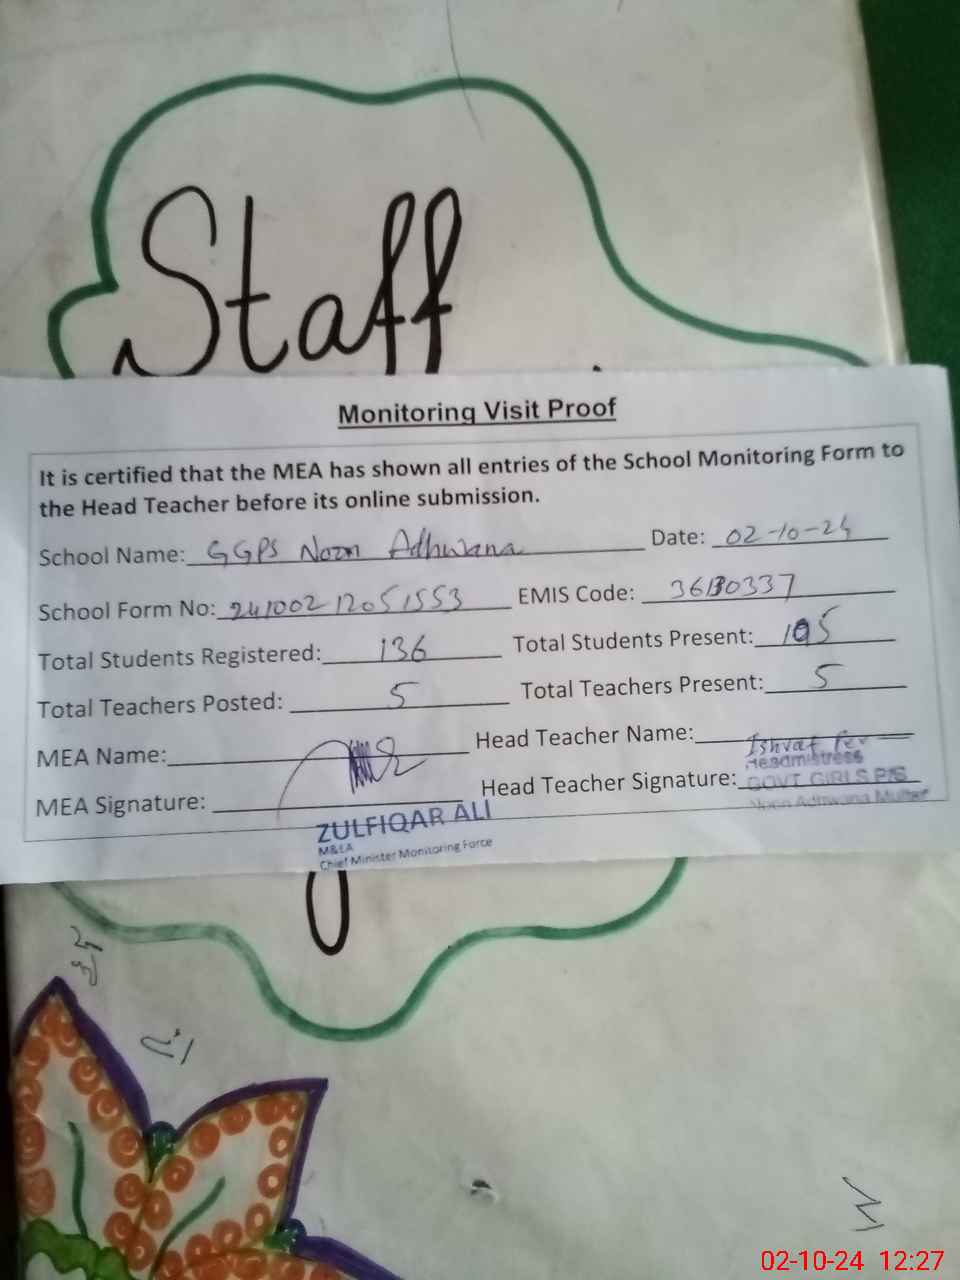 Staff
Monitoring Visit Proof
It is certified that the MEA has shown all entries of the School Monitoring Form to
the Head Teacher before its online submission.
School Name: GGPS Noon Adhwana Date: 02-10-24
School Form No: 241002 12051553 EMIS Code: 36130337
Total Students Registered: 136 Total Students Present: 105
Total Teachers Posted: 5 Total Teachers Present: 5
MEA Name: Head Teacher Name: Ishrat
Headmistress
MEA Signature: Head Teacher Signature: GOVT. GIRLS P/S
Noon Adhwana Multan
ZULFIQAR ALI
M&EA
Chief Minister Monitoring Force
02-10-24 12:27